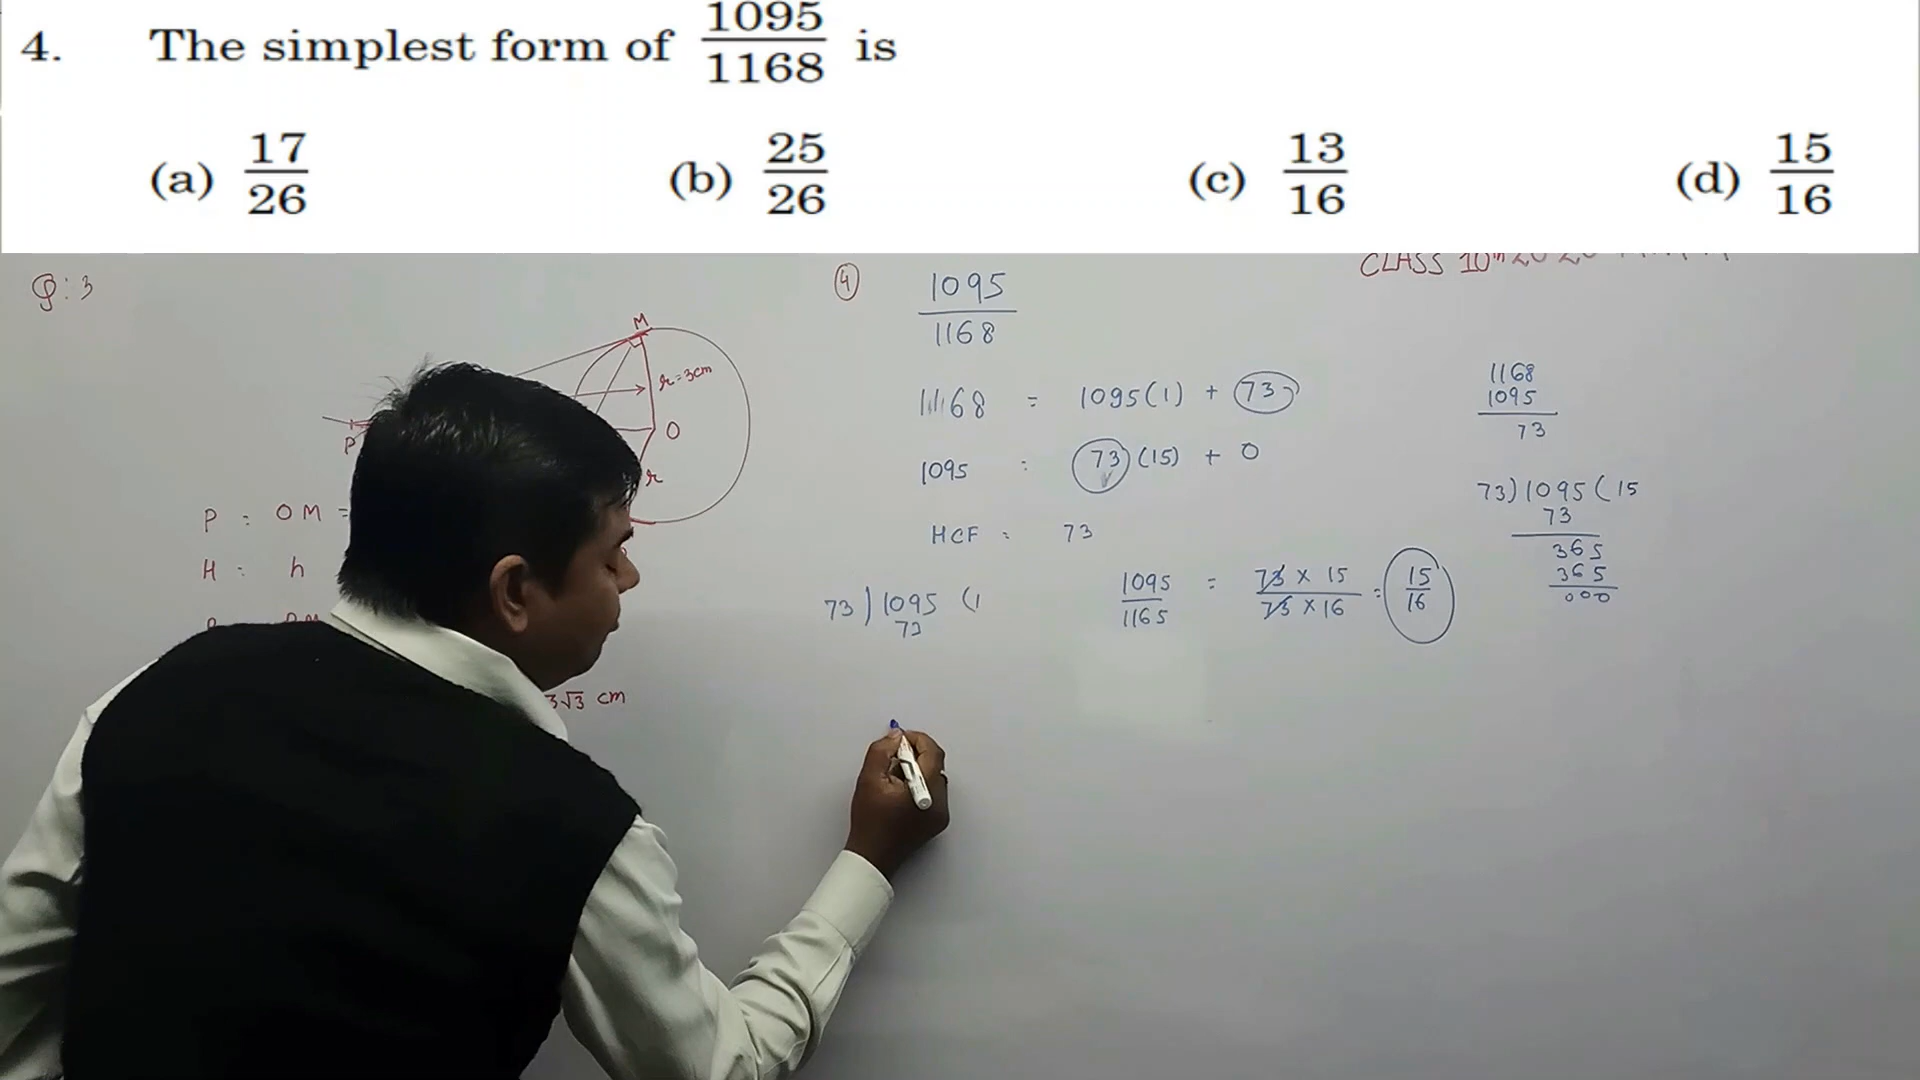 4. The simplest form of 1095/1168 is
(a) 17/26 (b) 25/26 (c) 13/16 (d) 15/16
CLASS 10th
Q:3
M
r=3cm
O
P
r
P : OM =
H : h
3√3 cm
4
1095/1168
1168 = 1095(1) + 73
1095 : 73 (15) + 0
HCF : 73
73)1095(1
73
1095/1165 = 73 × 15/73 × 16 = 15/16
1168
1095
73
73)1095(15
73
365
365
000